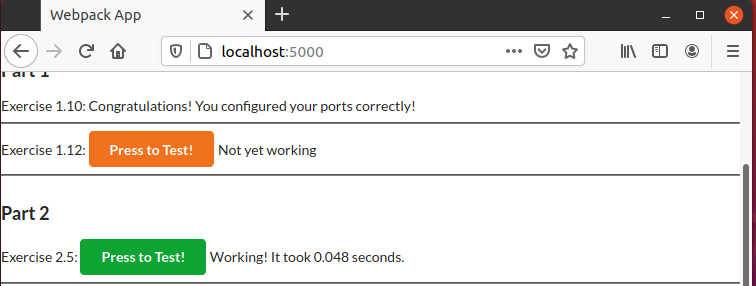 Webpack App
localhost:5000
Part 1
Exercise 1.10: Congratulations! You configured your ports correctly!
Exercise 1.12: Press to Test! Not yet working
Part 2
Exercise 2.5: Press to Test! Working! It took 0.048 seconds.